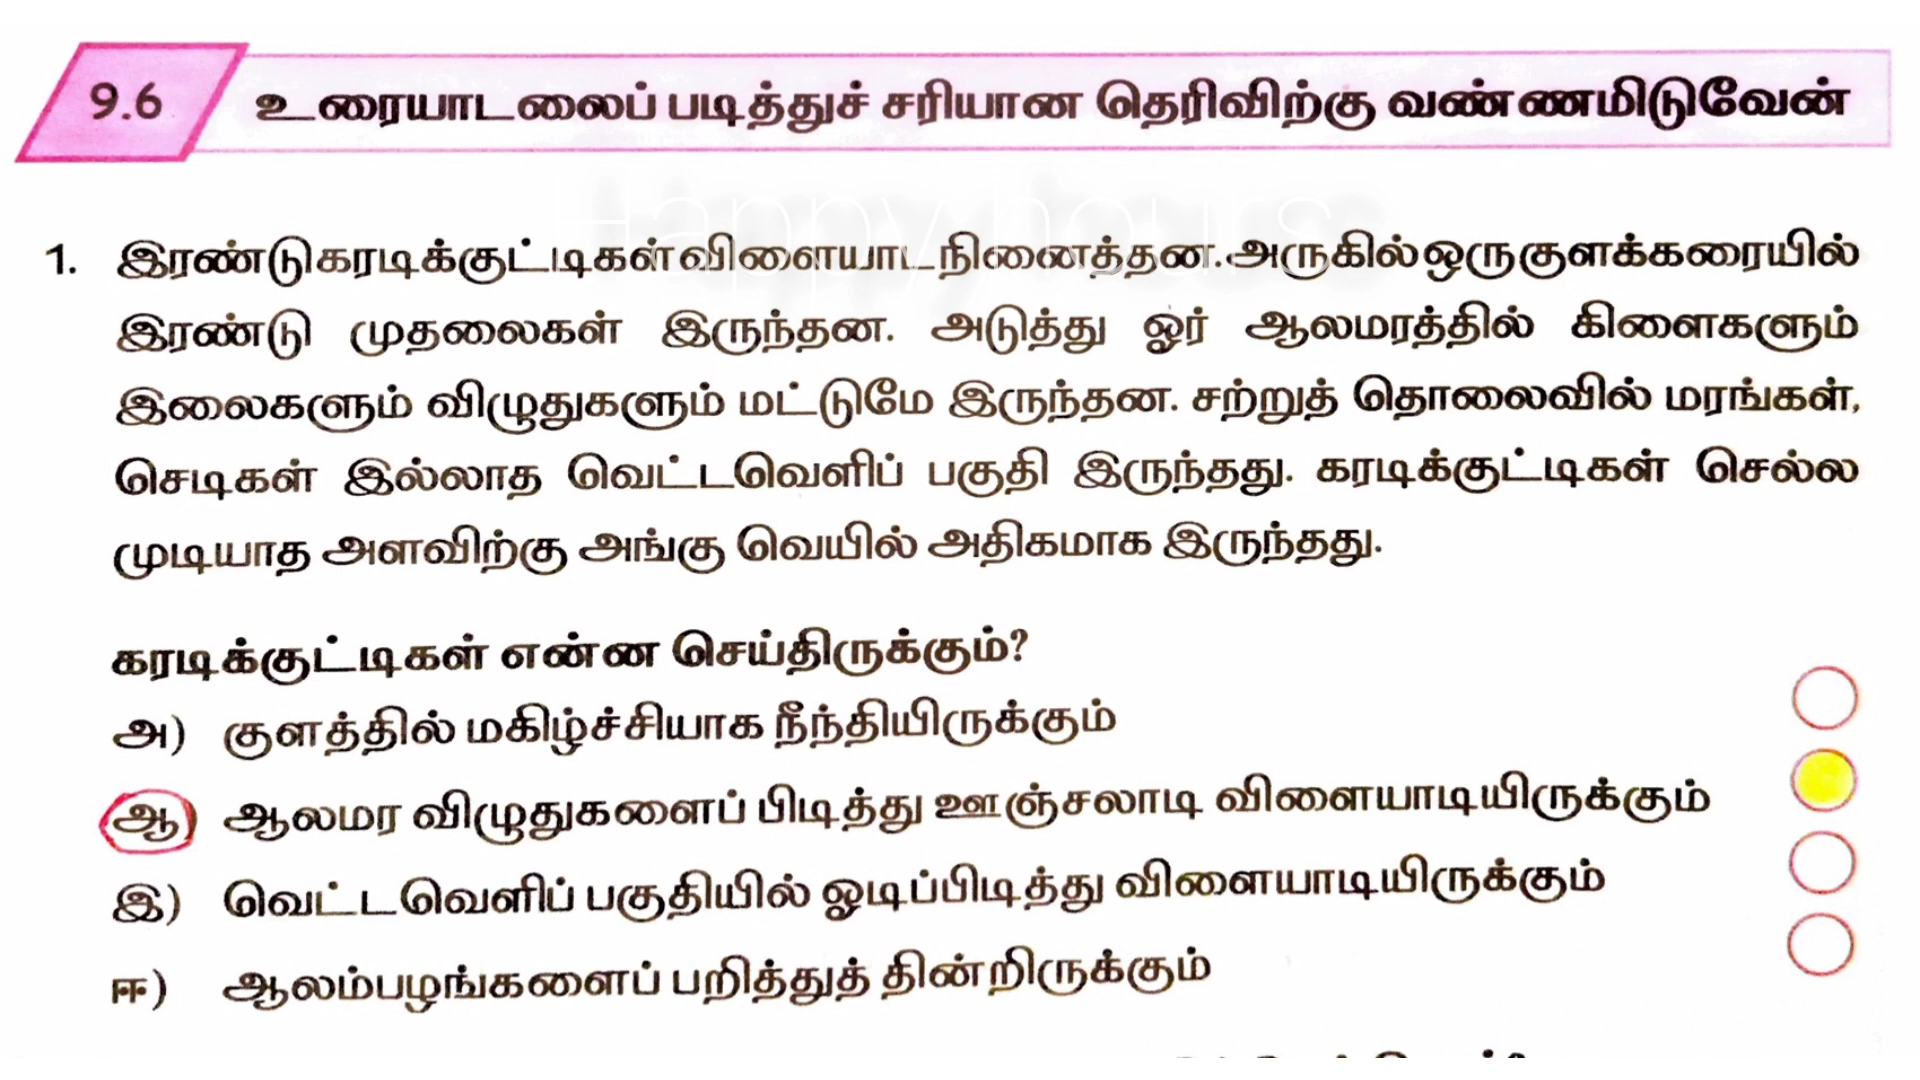 9.6 உரையாடலைப் படித்துச் சரியான தெரிவிற்கு வண்ணமிடுவேன்
Happy hours
1. இரண்டு கரடிக்குட்டிகள் விளையாட நினைத்தன. அருகில் ஒரு குளக்கரையில்
இரண்டு முதலைகள் இருந்தன. அடுத்து ஓர் ஆலமரத்தில் கிளைகளும்
இலைகளும் விழுதுகளும் மட்டுமே இருந்தன. சற்றுத் தொலைவில் மரங்கள்,
செடிகள் இல்லாத வெட்டவெளிப் பகுதி இருந்தது. கரடிக்குட்டிகள் செல்ல
முடியாத அளவிற்கு அங்கு வெயில் அதிகமாக இருந்தது.
கரடிக்குட்டிகள் என்ன செய்திருக்கும்?
அ) குளத்தில் மகிழ்ச்சியாக நீந்தியிருக்கும்
ஆ) ஆலமர விழுதுகளைப் பிடித்து ஊஞ்சலாடி விளையாடியிருக்கும்
இ) வெட்டவெளிப் பகுதியில் ஓடிப்பிடித்து விளையாடியிருக்கும்
ஈ) ஆலம்பழங்களைப் பறித்துத் தின்றிருக்கும்